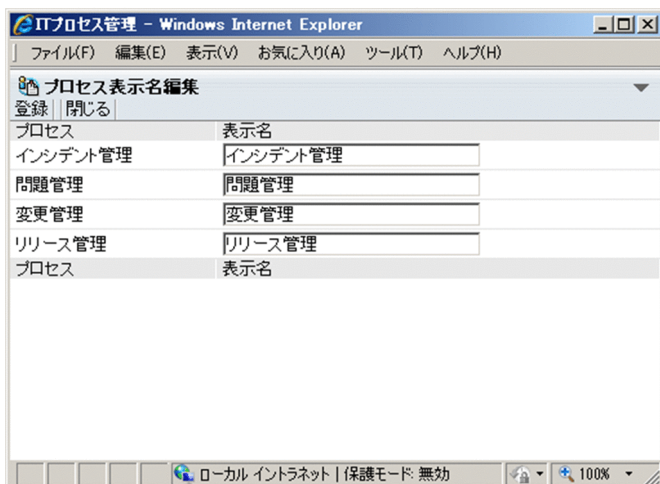 ITプロセス管理 - Windows Internet Explorer
ファイル(F) 編集(E) 表示(V) お気に入り(A) ツール(T) ヘルプ(H)
プロセス表示名編集
登録 閉じる
プロセス 表示名
インシデント管理 インシデント管理
問題管理 問題管理
変更管理 変更管理
リリース管理 リリース管理
プロセス 表示名
ローカル イントラネット | 保護モード: 無効 100%